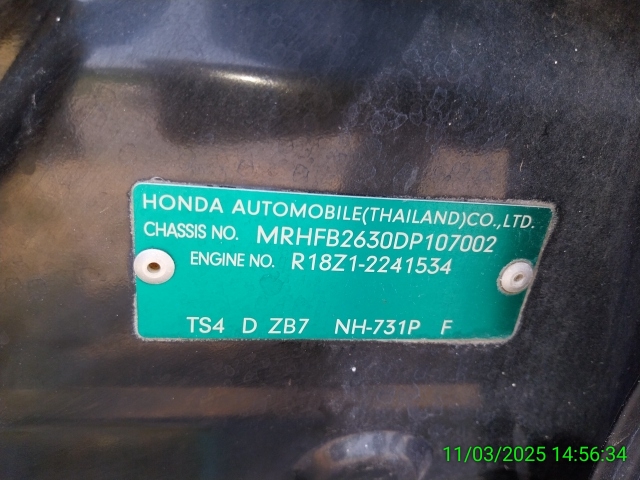 HONDA AUTOMOBILE(THAILAND)CO.,LTD.
CHASSIS NO. MRHFB2630DP107002
ENGINE NO. R18Z1-2241534
TS4 D ZB7 NH-731P F
11/03/2025 14:56:34